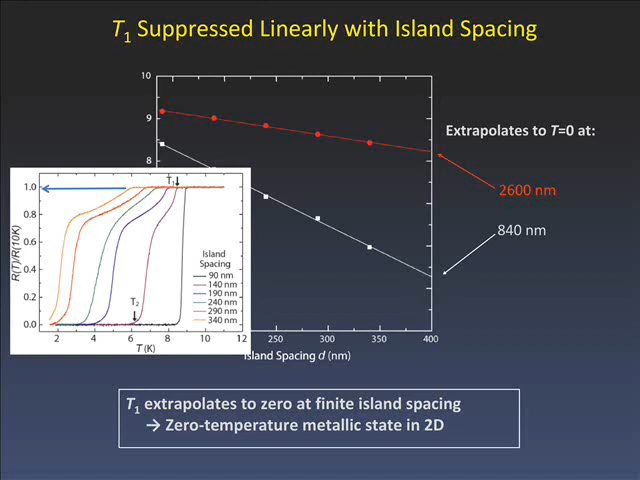 T1 Suppressed Linearly with Island Spacing
10
9
8
Extrapolates to T=0 at:
2600 nm
840 nm
250 300 350 400
Island Spacing d (nm)
R(T)/R(10K)
1.0
0.8
0.6
0.4
0.2
0.0
T1
T2
Island
Spacing
90 nm
140 nm
190 nm
240 nm
290 nm
340 nm
2 4 6 8 10 12
T (K)
T1 extrapolates to zero at finite island spacing
→ Zero-temperature metallic state in 2D